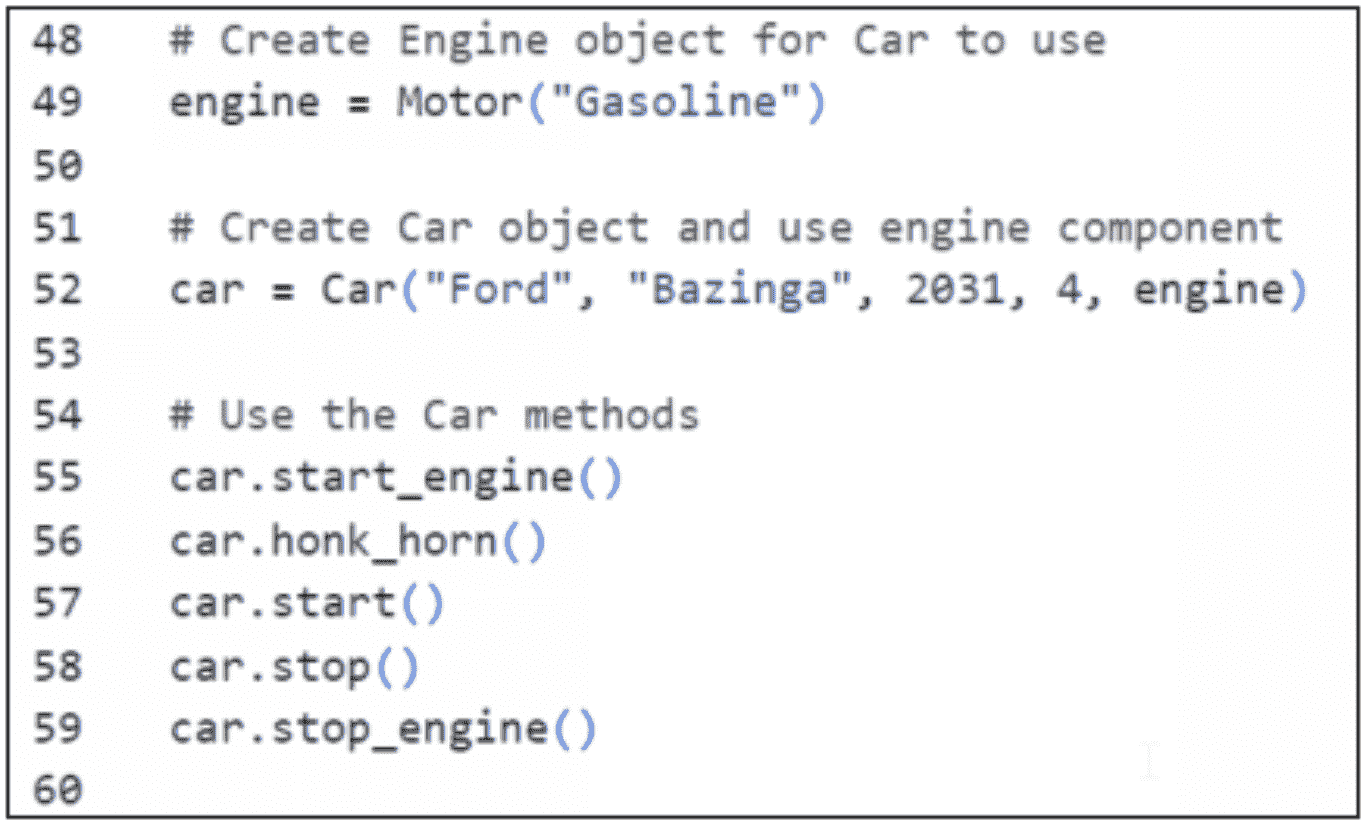 48 # Create Engine object for Car to use
49 engine = Motor("Gasoline")
50
51 # Create Car object and use engine component
52 car = Car("Ford", "Bazinga", 2031, 4, engine)
53
54 # Use the Car methods
55 car.start_engine()
56 car.honk_horn()
57 car.start()
58 car.stop()
59 car.stop_engine()
60